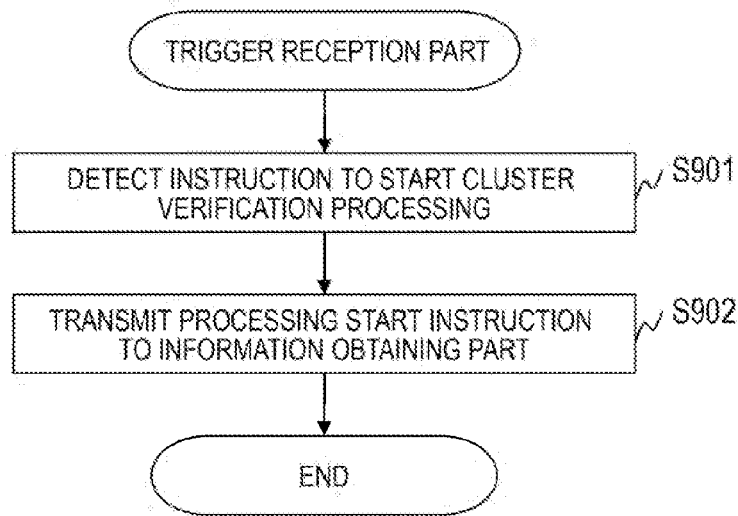 TRIGGER RECEPTION PART
DETECT INSTRUCTION TO START CLUSTER
VERIFICATION PROCESSING
S901
TRANSMIT PROCESSING START INSTRUCTION
TO INFORMATION OBTAINING PART
S902
END